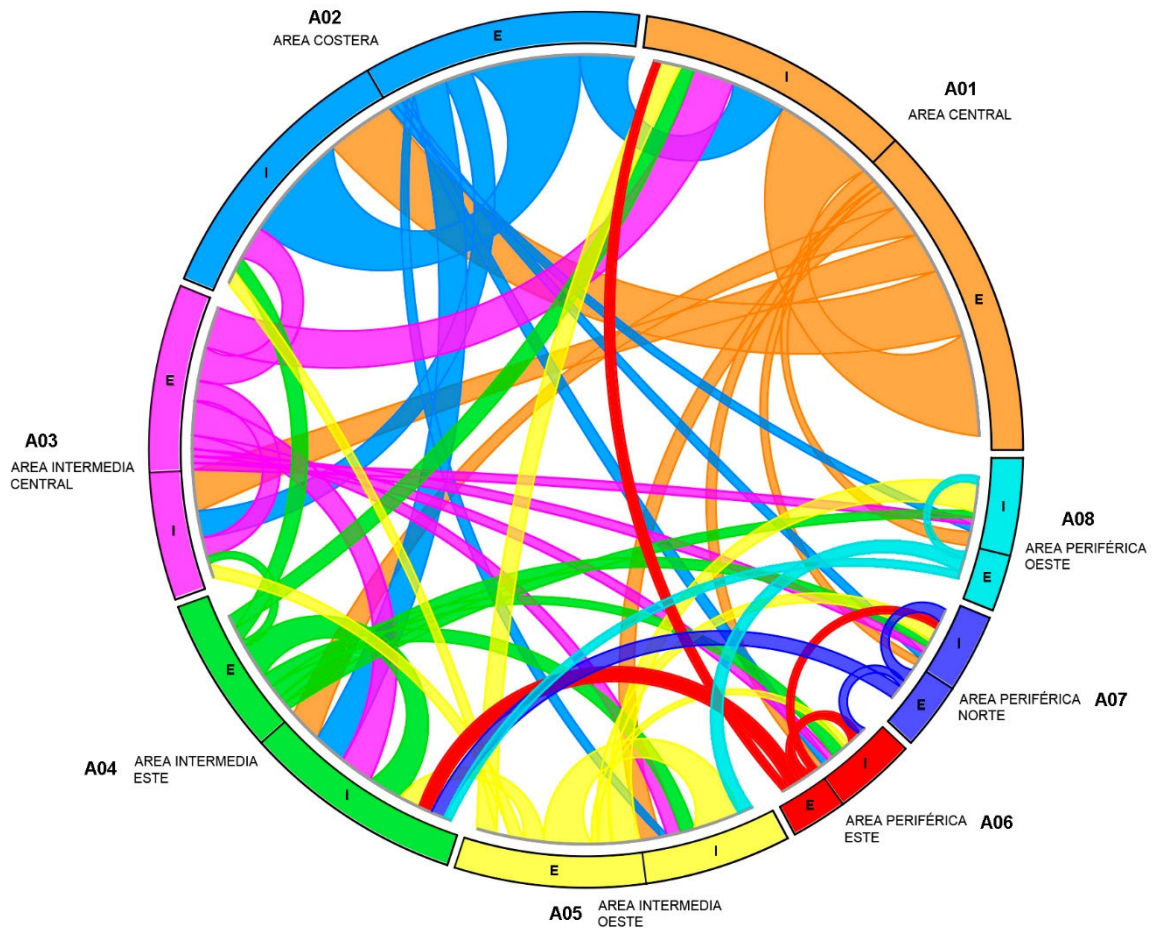 A02
AREA COSTERA
E
I
I
A01
AREA CENTRAL
E
E
A03
AREA INTERMEDIA
CENTRAL
I
I
A08
AREA PERIFÉRICA
OESTE
E
I
E
AREA PERIFÉRICA A07
NORTE
E
A04 AREA INTERMEDIA
ESTE
I
I
E
AREA PERIFÉRICA A06
ESTE
E
I
A05 AREA INTERMEDIA
OESTE